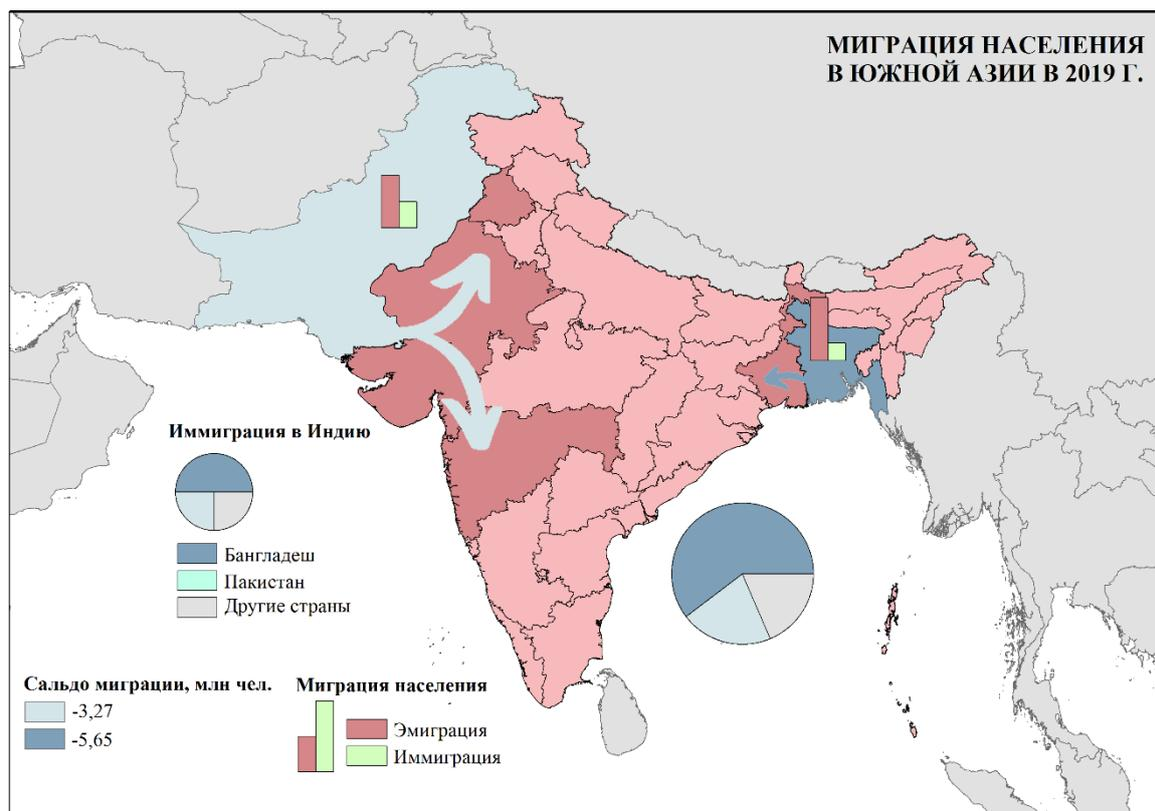 МИГРАЦИЯ НАСЕЛЕНИЯ
В ЮЖНОЙ АЗИИ В 2019 Г.
Иммиграция в Индию
Бангладеш
Пакистан
Другие страны
Сальдо миграции, млн чел.
-3,27
-5,65
Миграция населения
Эмиграция
Иммиграция